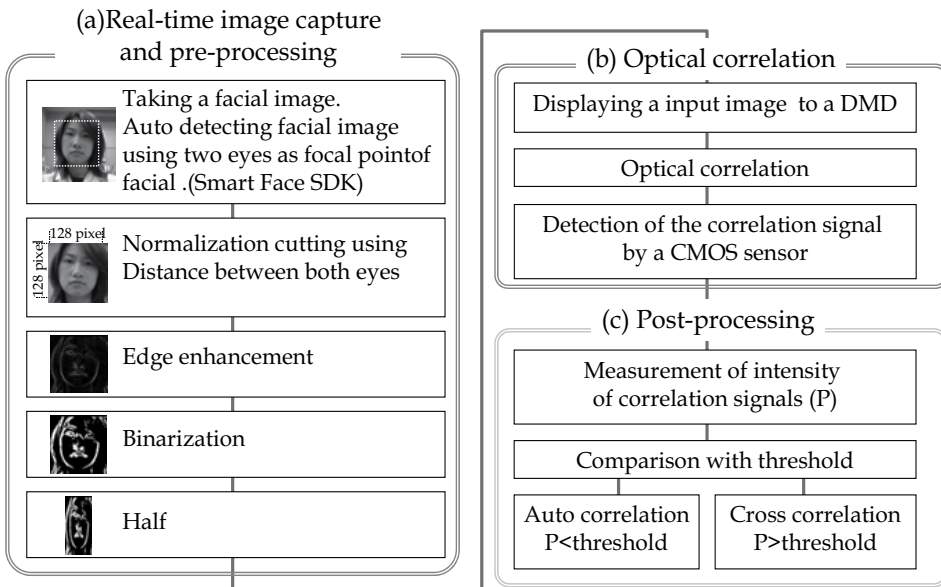 (a)Real-time image capture
and pre-processing
Taking a facial image.
Auto detecting facial image
using two eyes as focal pointof
facial .(Smart Face SDK)
128 pixel
128 pixel
Normalization cutting using
Distance between both eyes
Edge enhancement
Binarization
Half
(b) Optical correlation
Displaying a input image to a DMD
Optical correlation
Detection of the correlation signal
by a CMOS sensor
(c) Post-processing
Measurement of intensity
of correlation signals (P)
Comparison with threshold
Auto correlation
P<threshold
Cross correlation
P>threshold